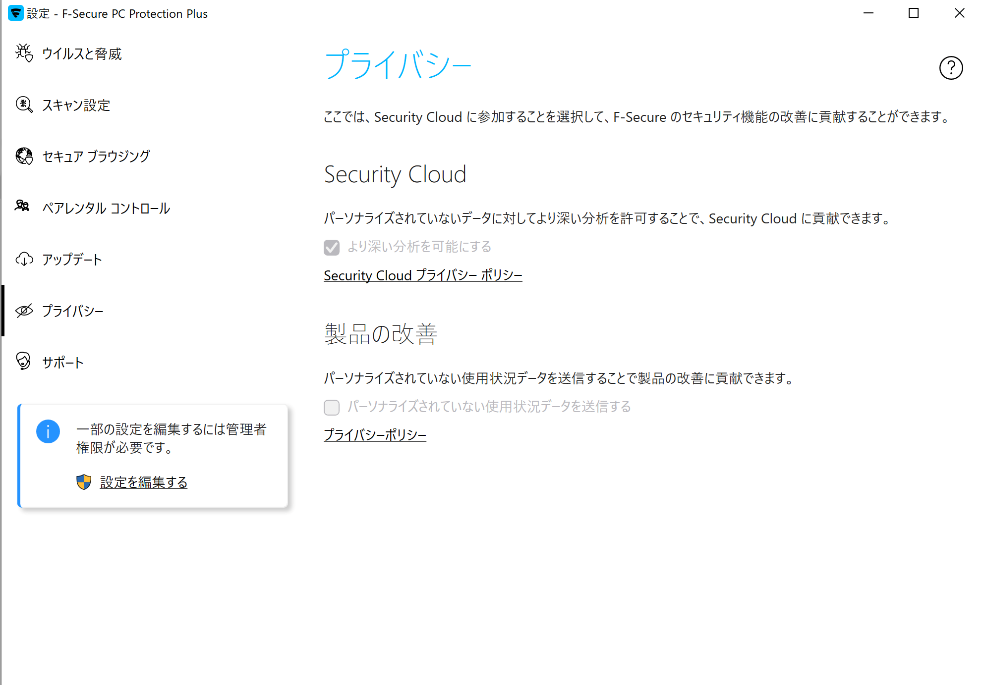 設定 - F-Secure PC Protection Plus
ウイルスと脅威
スキャン設定
セキュア ブラウジング
ペアレンタル コントロール
アップデート
プライバシー
サポート
一部の設定を編集するには管理者
権限が必要です。
設定を編集する
プライバシー
ここでは、Security Cloud に参加することを選択して、F-Secure のセキュリティ機能の改善に貢献することができます。
Security Cloud
パーソナライズされていないデータに対してより深い分析を許可することで、Security Cloud に貢献できます。
より深い分析を可能にする
Security Cloud プライバシー ポリシー
製品の改善
パーソナライズされていない使用状況データを送信することで製品の改善に貢献できます。
パーソナライズされていない使用状況データを送信する
プライバシーポリシー